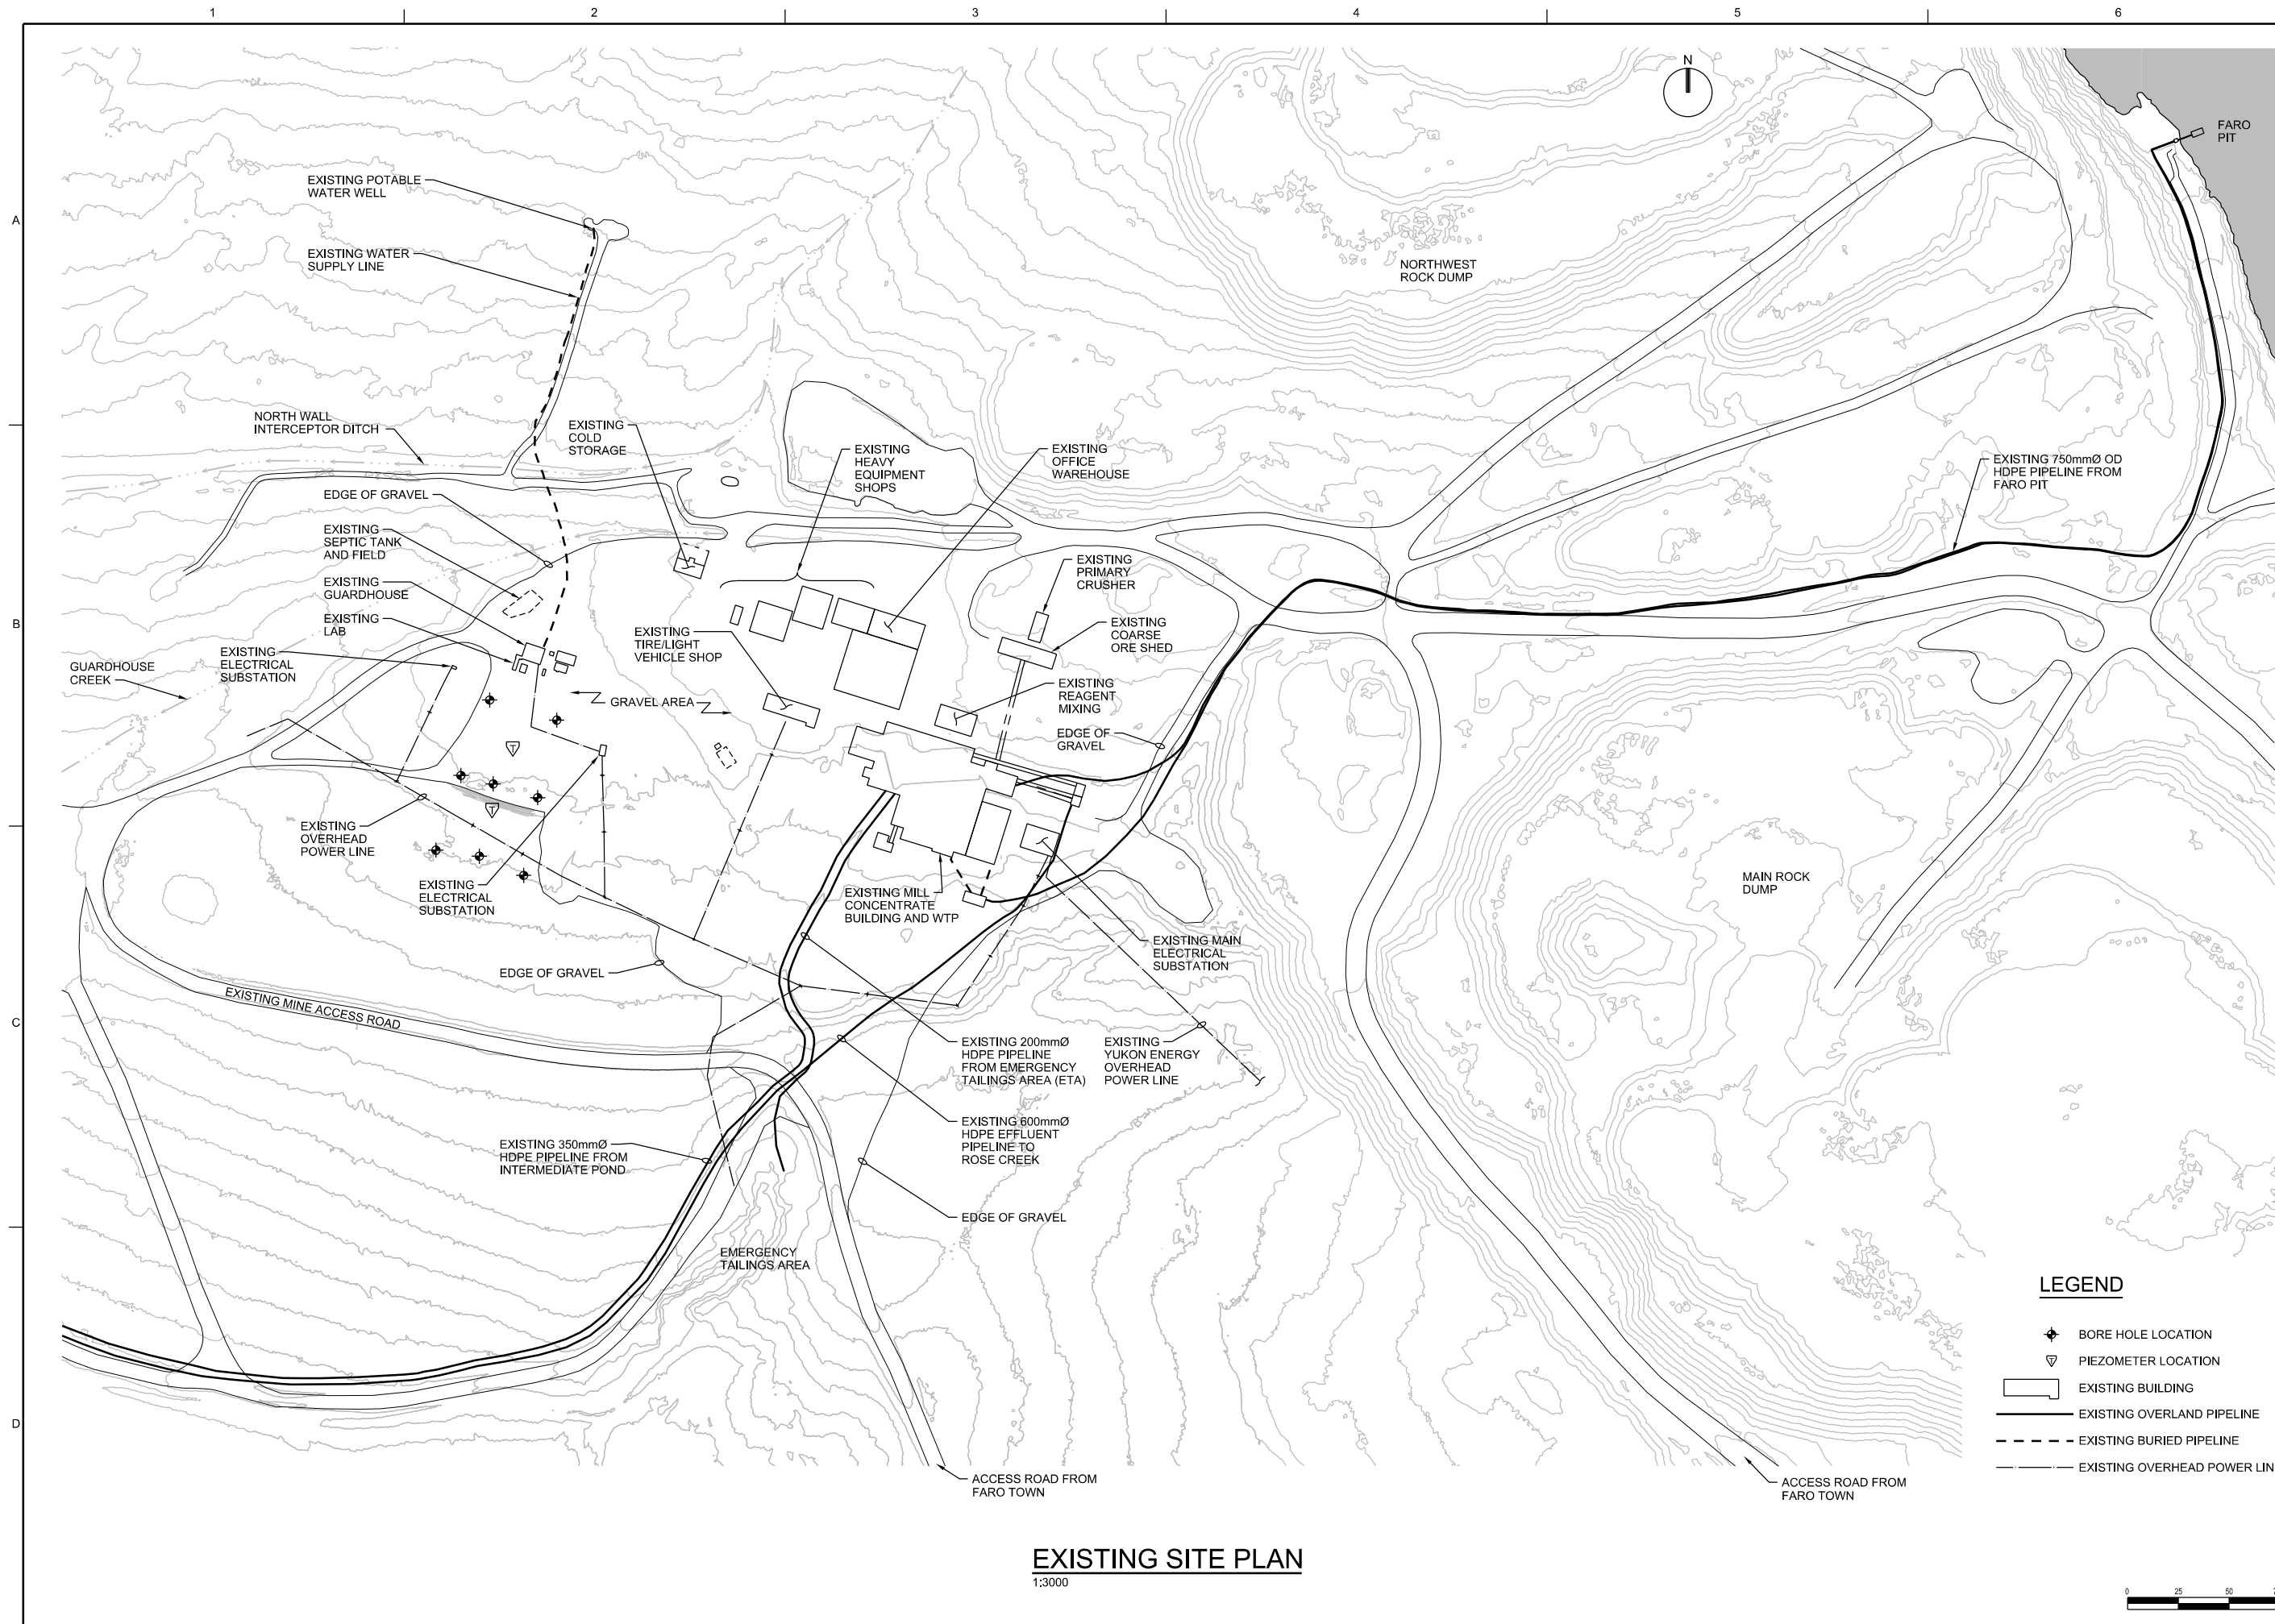 1
2
3
4
5
6
N
FARO
PIT
A
EXISTING POTABLE
WATER WELL
EXISTING WATER
SUPPLY LINE
NORTHWEST
ROCK DUMP
NORTH WALL
INTERCEPTOR DITCH
EXISTING
COLD
STORAGE
EXISTING
HEAVY
EQUIPMENT
SHOPS
EXISTING
OFFICE
WAREHOUSE
EXISTING 750mmØ OD
HDPE PIPELINE FROM
FARO PIT
EDGE OF GRAVEL
EXISTING
SEPTIC TANK
AND FIELD
EXISTING
GUARDHOUSE
EXISTING
LAB
EXISTING
PRIMARY
CRUSHER
B
EXISTING
TIRE/LIGHT
VEHICLE SHOP
EXISTING
COARSE
ORE SHED
EXISTING
ELECTRICAL
SUBSTATION
GUARDHOUSE
CREEK
GRAVEL AREA
EXISTING
REAGENT
MIXING
EDGE OF
GRAVEL
T
T
EXISTING
OVERHEAD
POWER LINE
EXISTING
ELECTRICAL
SUBSTATION
EXISTING MILL
CONCENTRATE
BUILDING AND WTP
MAIN ROCK
DUMP
EXISTING MAIN
ELECTRICAL
SUBSTATION
EDGE OF GRAVEL
EXISTING MINE ACCESS ROAD
C
EXISTING 200mmØ
HDPE PIPELINE
FROM EMERGENCY
TAILINGS AREA (ETA)
EXISTING
YUKON ENERGY
OVERHEAD
POWER LINE
EXISTING 600mmØ
HDPE EFFLUENT
PIPELINE TO
ROSE CREEK
EXISTING 350mmØ
HDPE PIPELINE FROM
INTERMEDIATE POND
EDGE OF GRAVEL
EMERGENCY
TAILINGS AREA
D
LEGEND
BORE HOLE LOCATION
T
PIEZOMETER LOCATION
EXISTING BUILDING
EXISTING OVERLAND PIPELINE
EXISTING BURIED PIPELINE
EXISTING OVERHEAD POWER LIN
ACCESS ROAD FROM
FARO TOWN
ACCESS ROAD FROM
FARO TOWN
EXISTING SITE PLAN
1:3000
0
25
50